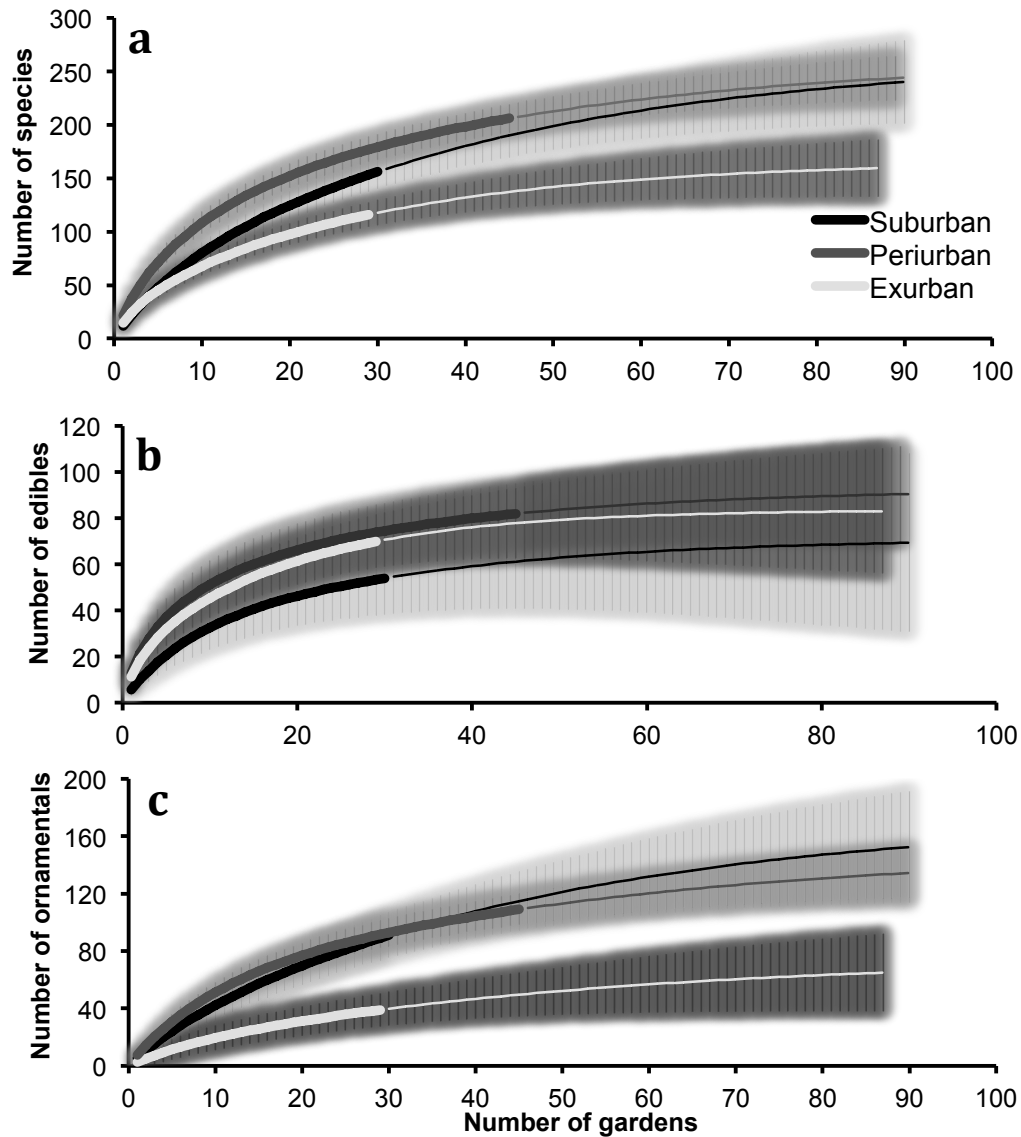 a
Number of species
300
250
200
150
100
50
0
0 10 20 30 40 50 60 70 80 90 100
Suburban
Periurban
Exurban
b
Number of edibles
120
100
80
60
40
20
0
0 20 40 60 80 100
c
Number of ornamentals
200
160
120
80
40
0
0 10 20 30 40 50 60 70 80 90 100
Number of gardens